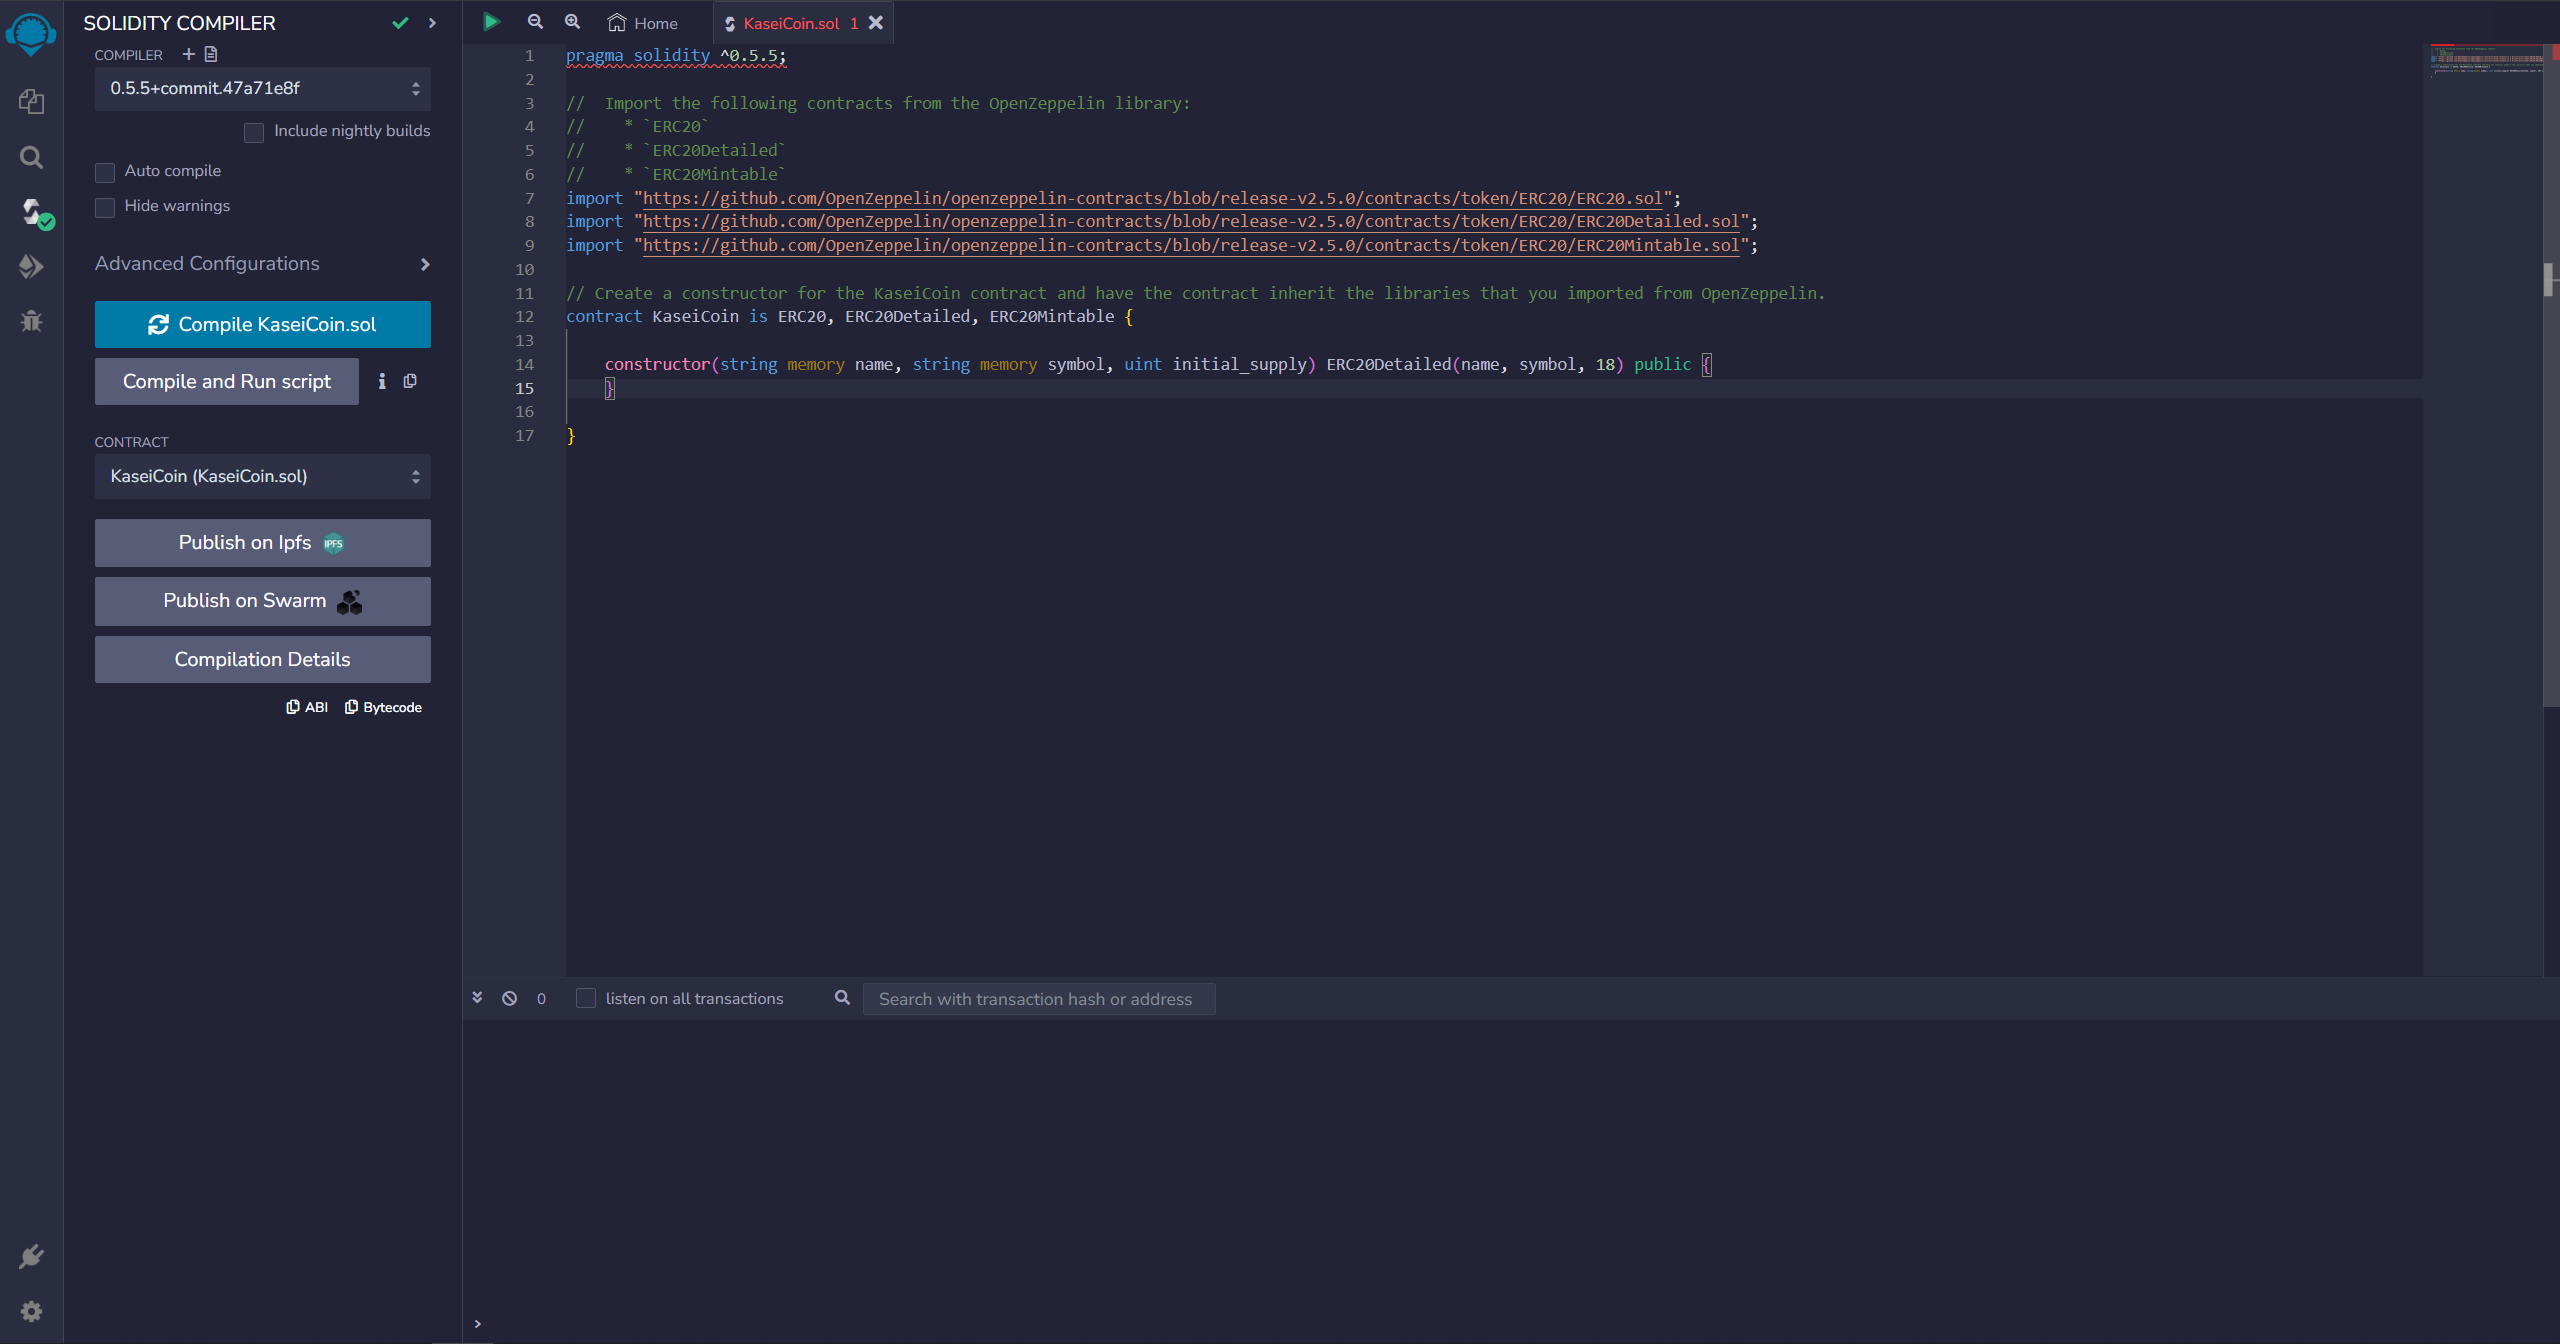 SOLIDITY COMPILER
COMPILER
0.5.5+commit.47a71e8f
Include nightly builds
Auto compile
Hide warnings
Advanced Configurations
Compile KaseiCoin.sol
Compile and Run script
CONTRACT
KaseiCoin (KaseiCoin.sol)
Publish on Ipfs IPFS
Publish on Swarm
Compilation Details
ABI Bytecode
Home KaseiCoin.sol 1
1 pragma solidity ^0.5.5;
2
3 //  Import the following contracts from the OpenZeppelin library:
4 //    * `ERC20`
5 //    * `ERC20Detailed`
6 //    * `ERC20Mintable`
7 import "https://github.com/OpenZeppelin/openzeppelin-contracts/blob/release-v2.5.0/contracts/token/ERC20/ERC20.sol";
8 import "https://github.com/OpenZeppelin/openzeppelin-contracts/blob/release-v2.5.0/contracts/token/ERC20/ERC20Detailed.sol";
9 import "https://github.com/OpenZeppelin/openzeppelin-contracts/blob/release-v2.5.0/contracts/token/ERC20/ERC20Mintable.sol";
10
11 // Create a constructor for the KaseiCoin contract and have the contract inherit the libraries that you imported from OpenZeppelin.
12 contract KaseiCoin is ERC20, ERC20Detailed, ERC20Mintable {
13
14     constructor(string memory name, string memory symbol, uint initial_supply) ERC20Detailed(name, symbol, 18) public {
15     }
16
17 }
0 listen on all transactions Search with transaction hash or address
>